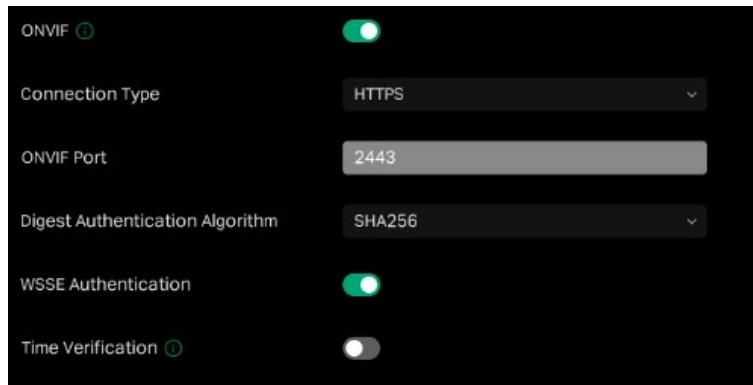 ONVIF
Connection Type HTTPS
ONVIF Port 2443
Digest Authentication Algorithm SHA256
WSSE Authentication
Time Verification